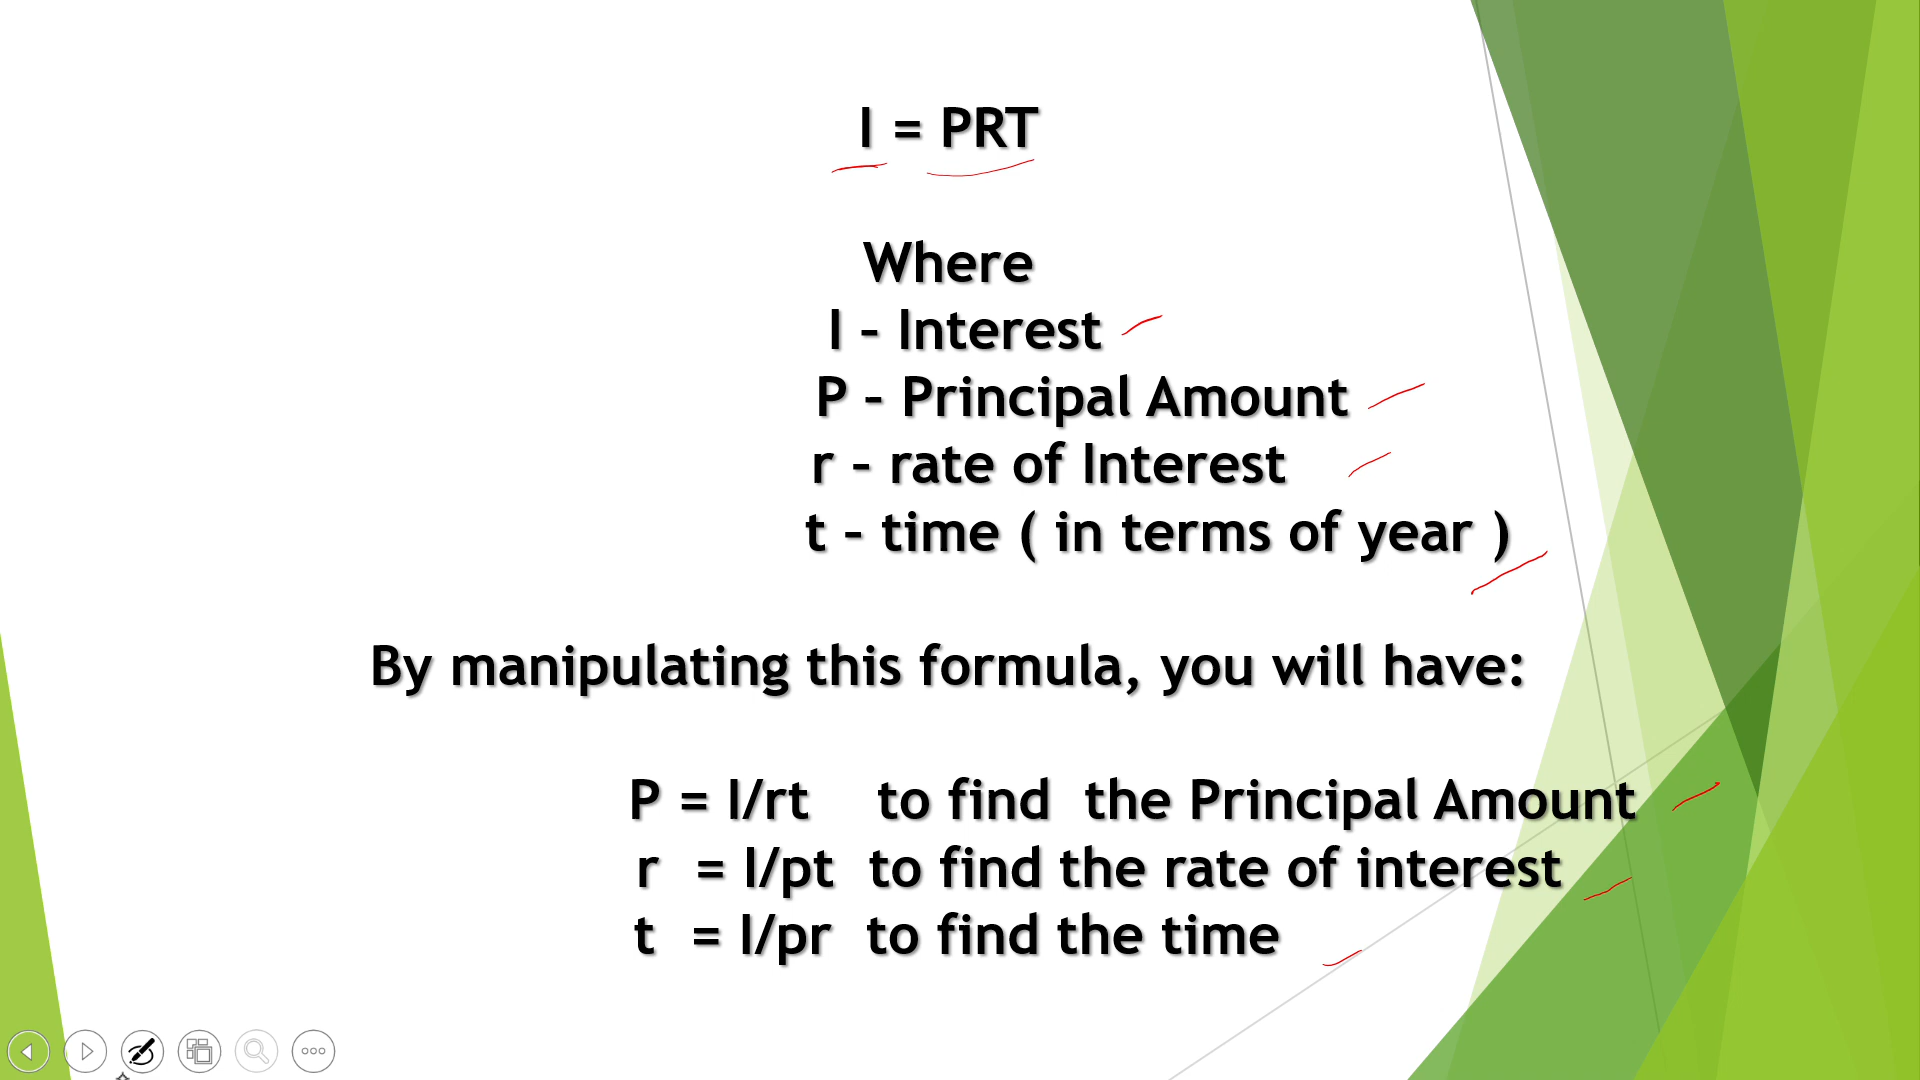 I = PRT
Where
I – Interest
P – Principal Amount
r – rate of Interest
t – time ( in terms of year )
By manipulating this formula, you will have:
P = I/rt to find the Principal Amount
r = I/pt to find the rate of interest
t = I/pr to find the time